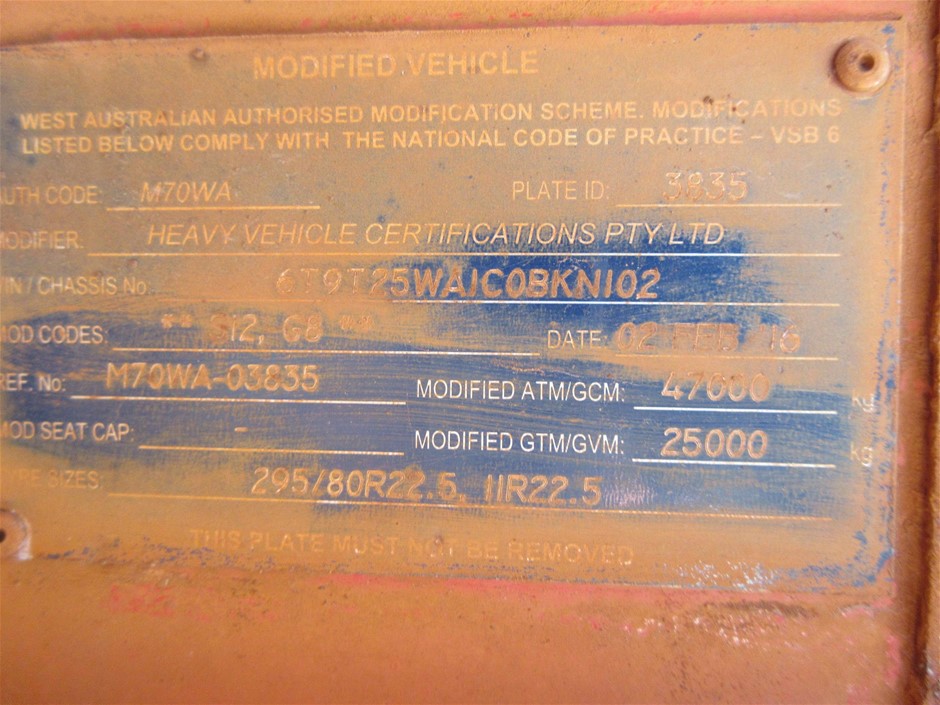 MODIFIED VEHICLE
WEST AUSTRALIAN AUTHORISED MODIFICATION SCHEME. MODIFICATIONS
LISTED BELOW COMPLY WITH THE NATIONAL CODE OF PRACTICE – VSB 6
AUTH CODE: M70WA PLATE ID: 3835
MODIFIER. HEAVY VEHICLE CERTIFICATIONS PTY LTD
VIN / CHASSIS No 6T9T25WA1C0BKN102
MOD CODES: ** S12, G8 ** DATE: 02 FEB /16
REF. No: M70WA-03835 MODIFIED ATM/GCM: 47000 kg
MOD SEAT CAP: - MODIFIED GTM/GVM: 25000 kg
TYRE SIZES: 295/80R22.5, 11R22.5
THIS PLATE MUST NOT BE REMOVED